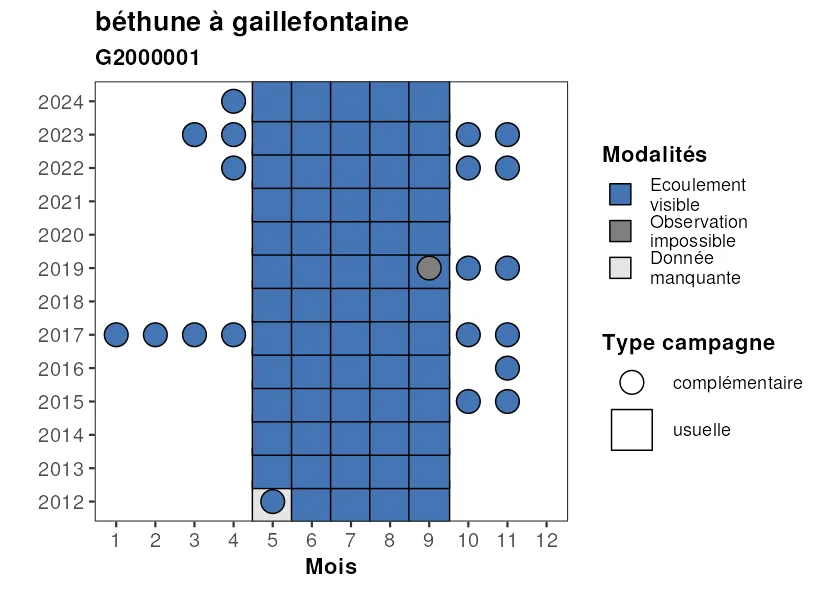 béthune à gaillefontaine
G2000001
2024
2023
2022
2021
2020
2019
2018
2017
2016
2015
2014
2013
2012
1 2 3 4 5 6 7 8 9 10 11 12
Mois
Modalités
Ecoulement
visible
Observation
impossible
Donnée
manquante
Type campagne
complémentaire
usuelle